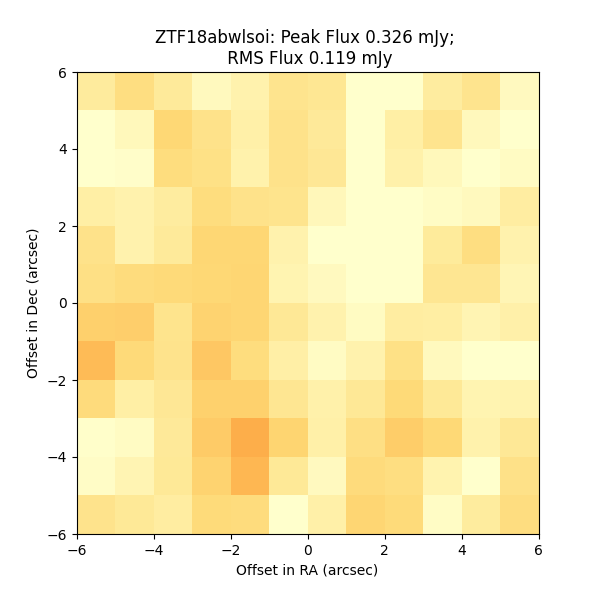 ZTF18abwlsoi: Peak Flux 0.326 mJy;
RMS Flux 0.119 mJy
6
4
2
0
−2
−4
−6
Offset in Dec (arcsec)
−6 −4 −2 0 2 4 6
Offset in RA (arcsec)